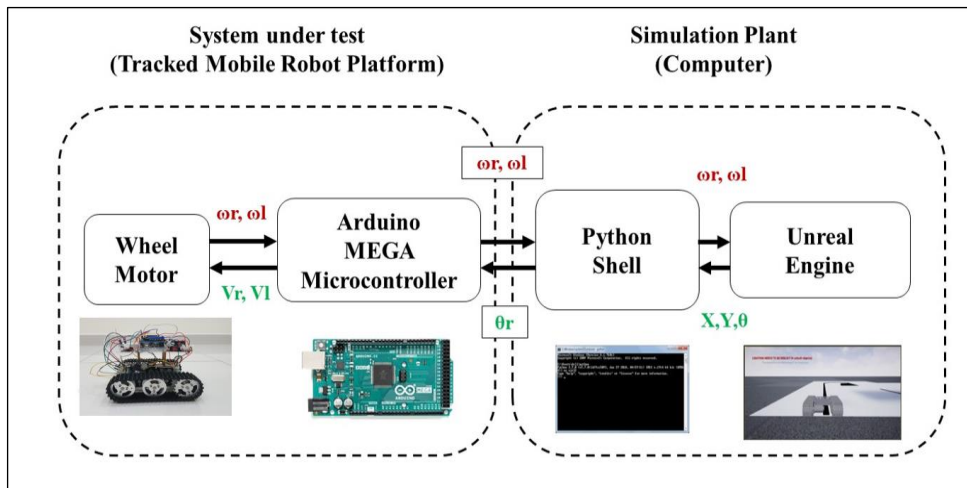 System under test
(Tracked Mobile Robot Platform)
Simulation Plant
(Computer)
ωr, ωl
ωr, ωl
ωr, ωl
Wheel
Motor
Arduino
MEGA
Microcontroller
Python
Shell
Unreal
Engine
Vr, Vl
θr
X,Y,θ
ARDUINO